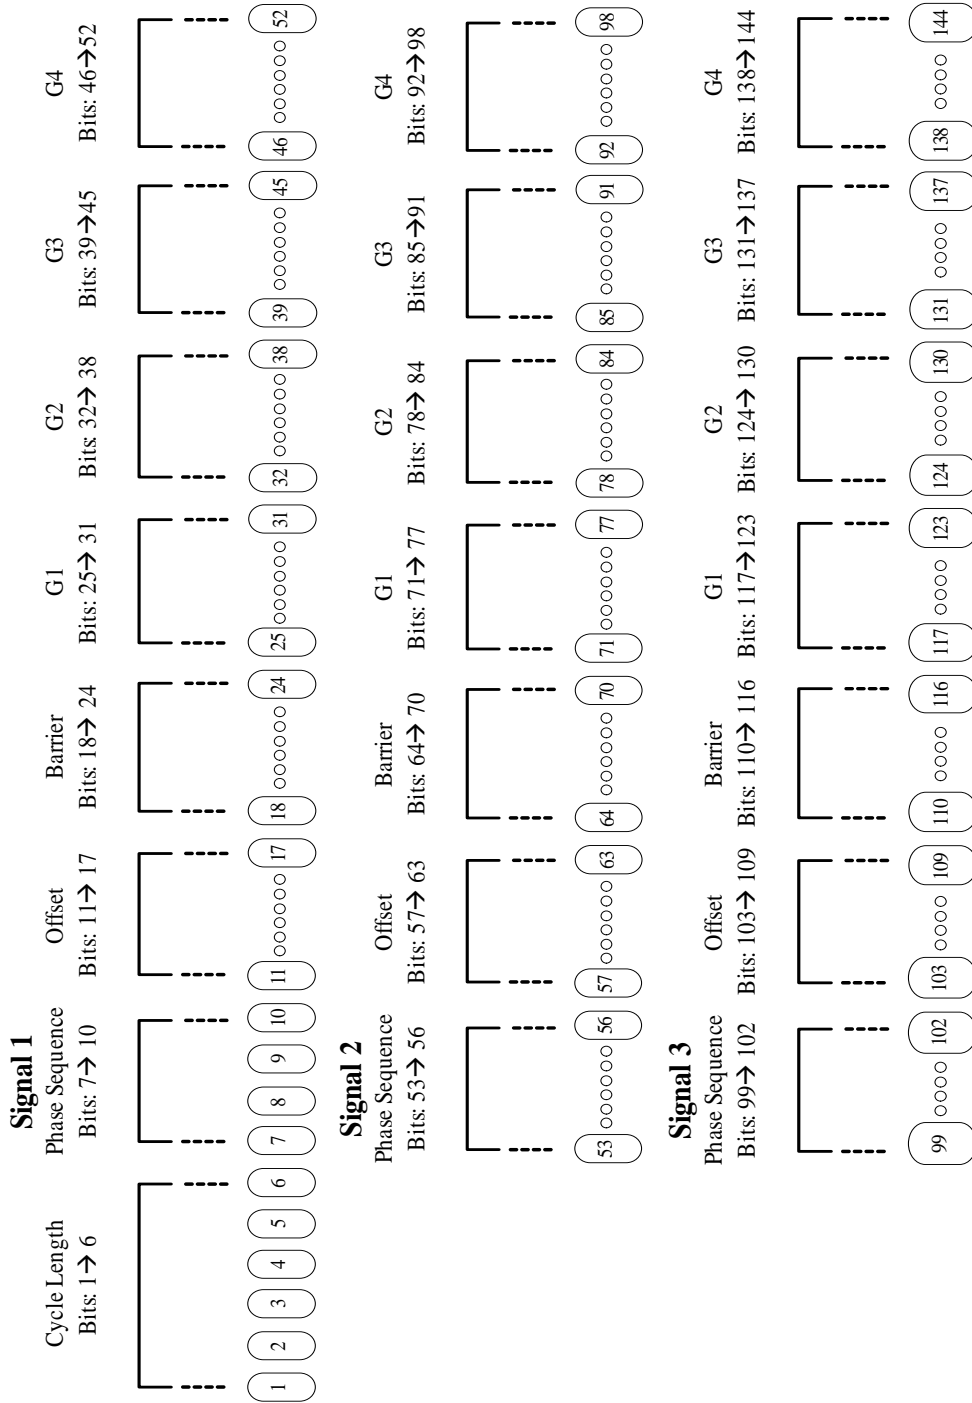 Signal 1
Cycle Length
Bits: 1→ 6
Phase Sequence
Bits: 7→ 10
Offset
Bits: 11→ 17
Barrier
Bits: 18→ 24
G1
Bits: 25→ 31
G2
Bits: 32→ 38
G3
Bits: 39→45
G4
Bits: 46→52
1 2 3 4 5 6 7 8 9 10 11 17 18 24 25 31 32 38 39 45 46 52
Signal 2
Phase Sequence
Bits: 53→ 56
Offset
Bits: 57→ 63
Barrier
Bits: 64→ 70
G1
Bits: 71→ 77
G2
Bits: 78→ 84
G3
Bits: 85→91
G4
Bits: 92→98
53 56 57 63 64 70 71 77 78 84 85 91 92 98
Signal 3
Phase Sequence
Bits: 99→ 102
Offset
Bits: 103→ 109
Barrier
Bits: 110→ 116
G1
Bits: 117→123
G2
Bits: 124→ 130
G3
Bits: 131→137
G4
Bits: 138→144
99 102 103 109 110 116 117 123 124 130 131 137 138 144